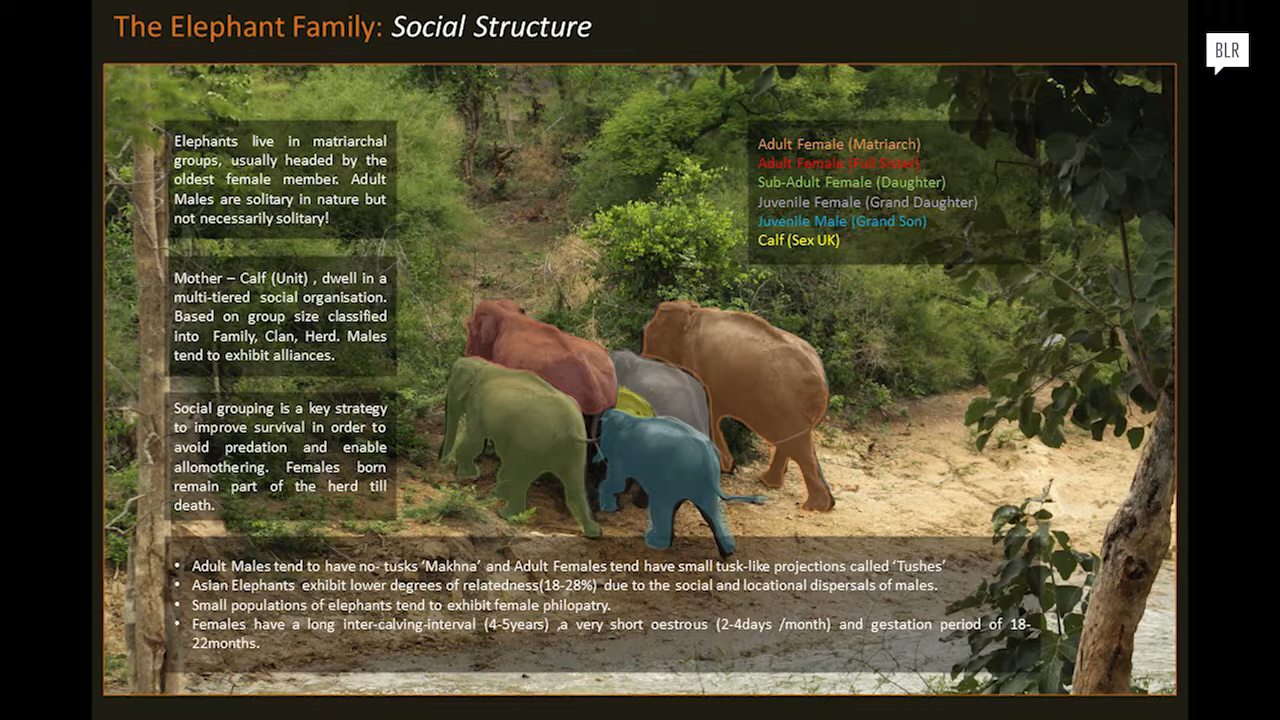 The Elephant Family: Social Structure
BLR
Elephants live in matriarchal
groups, usually headed by the
oldest female member. Adult
Males are solitary in nature but
not necessarily solitary!
Mother – Calf (Unit) , dwell in a
multi-tiered social organisation.
Based on group size classified
into Family, Clan, Herd. Males
tend to exhibit alliances.
Social grouping is a key strategy
to improve survival in order to
avoid predation and enable
allomothering. Females born
remain part of the herd till
death.
Adult Female (Matriarch)
Adult Female (Full Sister)
Sub-Adult Female (Daughter)
Juvenile Female (Grand Daughter)
Juvenile Male (Grand Son)
Calf (Sex UK)
• Adult Males tend to have no- tusks ‘Makhna’ and Adult Females tend have small tusk-like projections called ‘Tushes’
• Asian Elephants exhibit lower degrees of relatedness(18-28%) due to the social and locational dispersals of males.
• Small populations of elephants tend to exhibit female philopatry.
• Females have a long inter-calving-interval (4-5years) ,a very short oestrous (2-4days /month) and gestation period of 18-
22months.